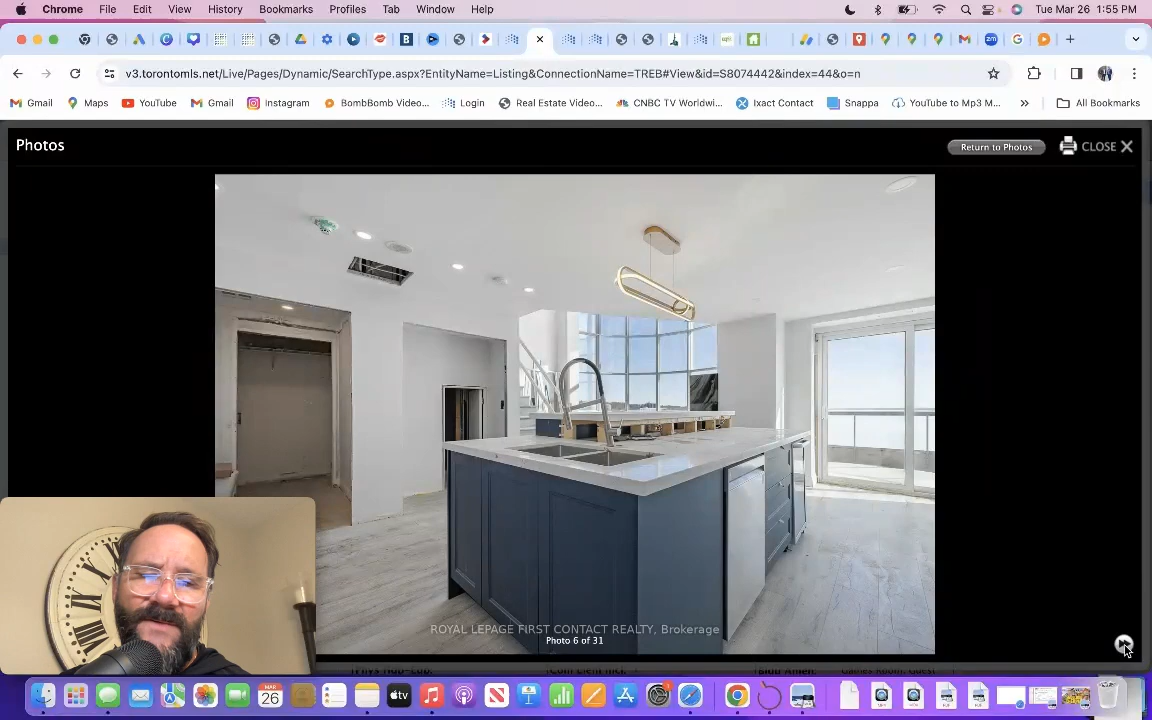 Chrome File Edit View History Bookmarks Profiles Tab Window Help Tue Mar 26 1:55 PM
v3.torontomls.net/Live/Pages/Dynamic/SearchType.aspx?EntityName=Listing&ConnectionName=TREB#View&id=S8074442&index=44&o=n
Gmail Maps YouTube Gmail Instagram BombBomb Video... Login Real Estate Video... CNBC TV Worldwi... Ixact Contact Snappa YouTube to Mp3 M... » All Bookmarks
Photos Return to Photos CLOSE
ROYAL LEPAGE FIRST CONTACT REALTY, Brokerage
Photo 6 of 31
MAR
26
tv